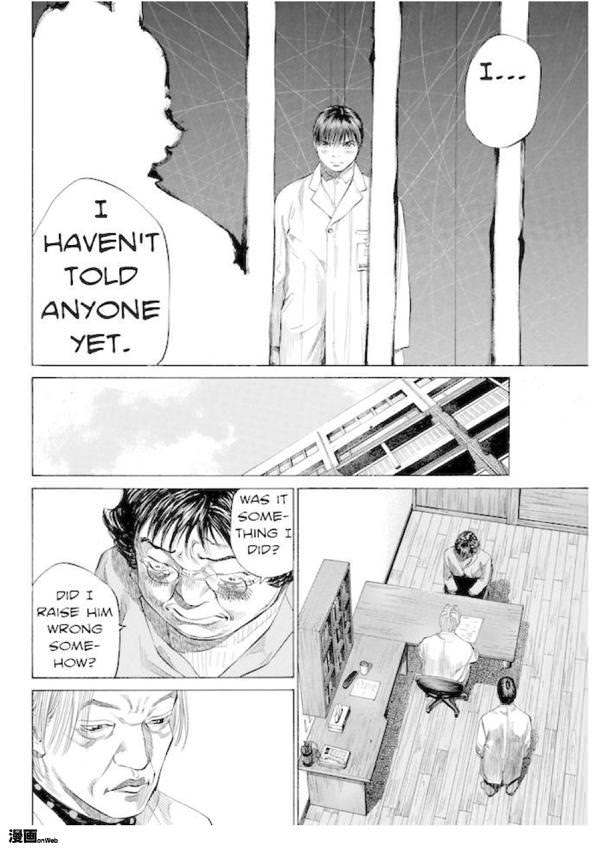 I...
I
HAVEN'T
TOLD
ANYONE
YET.
WAS IT
SOME-
THING I
DID?
DID I
RAISE HIM
WRONG
SOME-
HOW?
漫画onWeb